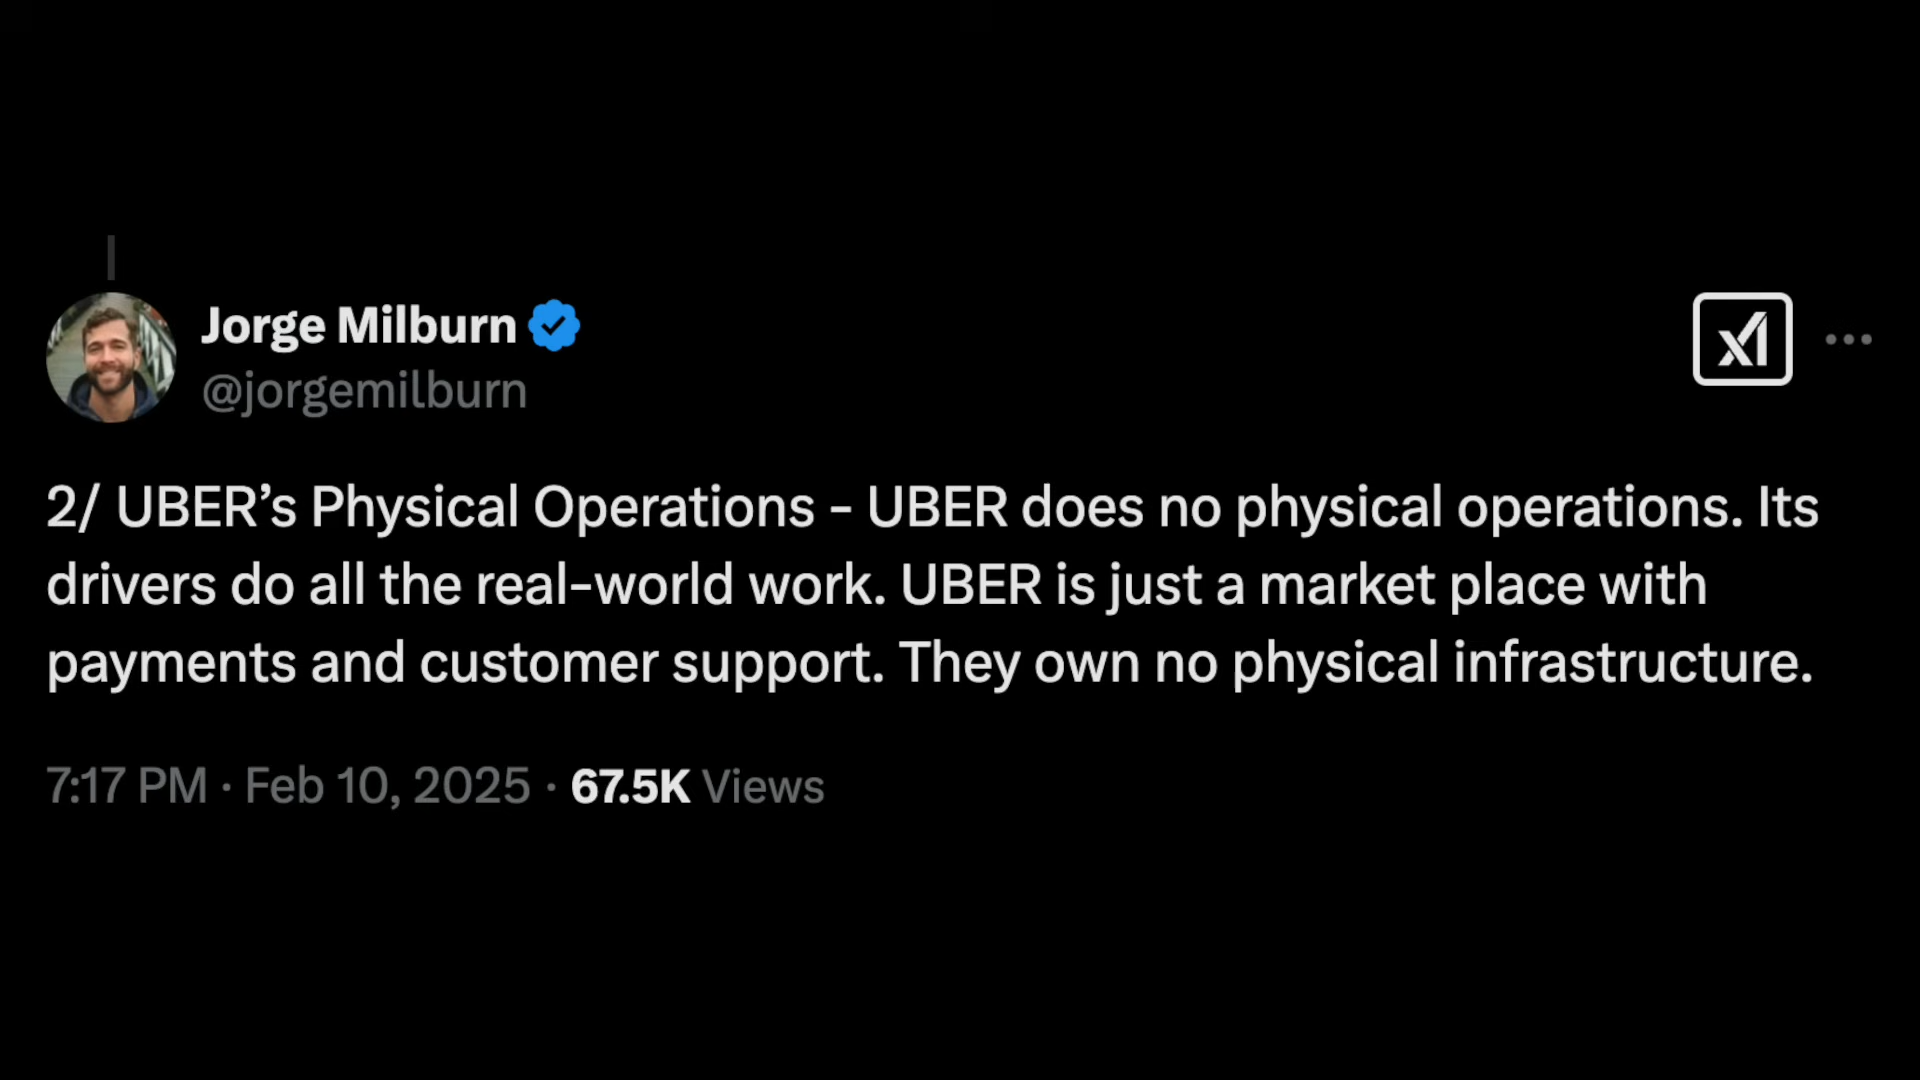 Jorge Milburn
@jorgemilburn
2/ UBER’s Physical Operations - UBER does no physical operations. Its
drivers do all the real-world work. UBER is just a market place with
payments and customer support. They own no physical infrastructure.
7:17 PM · Feb 10, 2025 · 67.5K Views